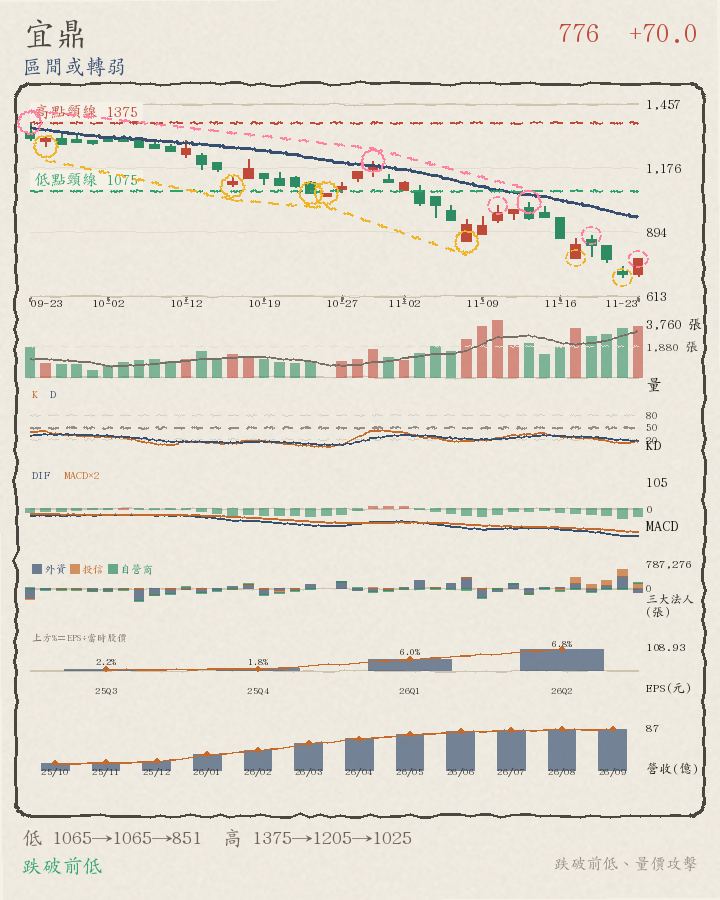 宜鼎 776 +70.0
區間或轉弱
高點頸線 1375
1,457
1,176
低點頸線 1075
894
613
09-23 10-02 10-12 10-19 10-27 11-02 11-09 11-16 11-23
3,760 張
1,880 張
量
K D
80
50
20
KD
DIF MACD×2
105
0
MACD
外資 投信 自營商
787,276
0
三大法人
(張)
上方%=EPS÷當時股價
108.93
2.2% 1.8% 6.0% 6.8%
25Q3 25Q4 26Q1 26Q2
EPS(元)
87
25/10 25/11 25/12 26/01 26/02 26/03 26/04 26/05 26/06 26/07 26/08 26/09
營收(億)
低 1065→1065→851 高 1375→1205→1025
跌破前低
跌破前低、量價攻擊